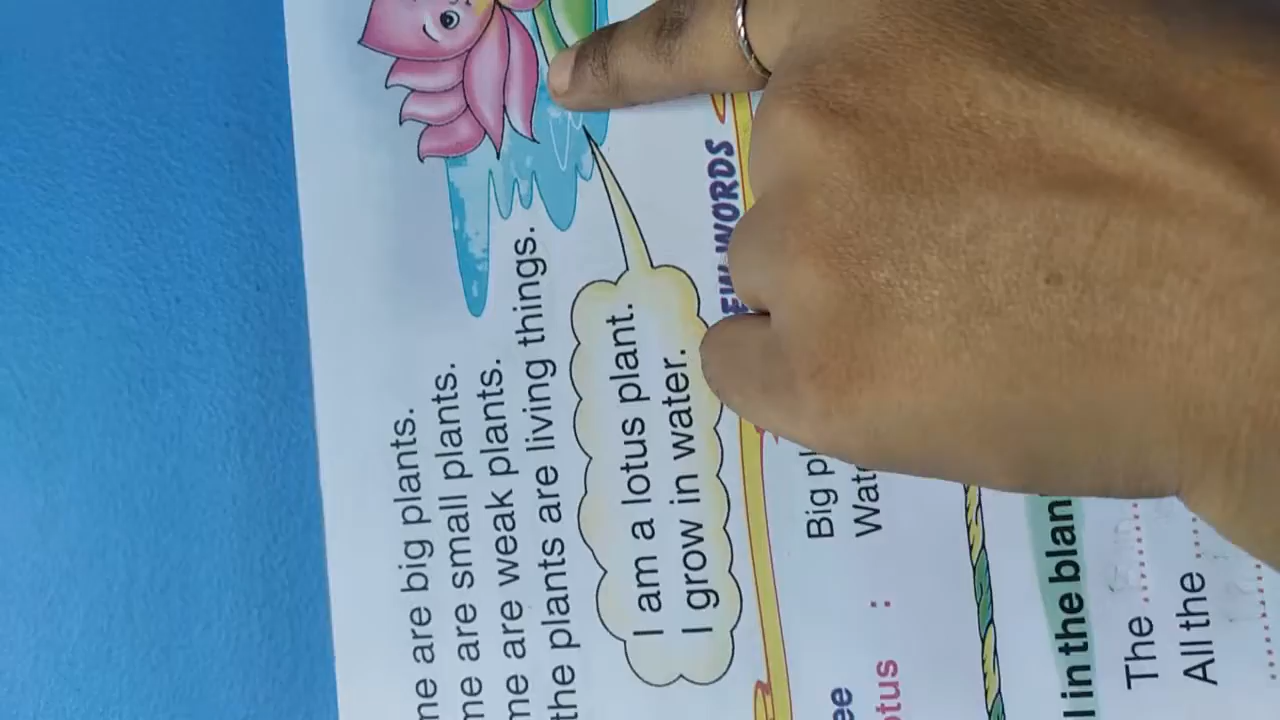 me are big plants.
me are small plants.
me are weak plants.
the plants are living things.
I am a lotus plant.
I grow in water.
EW WORDS
ee
Big pl
otus :
Wat
l in the blan
The ........
All the ....
........